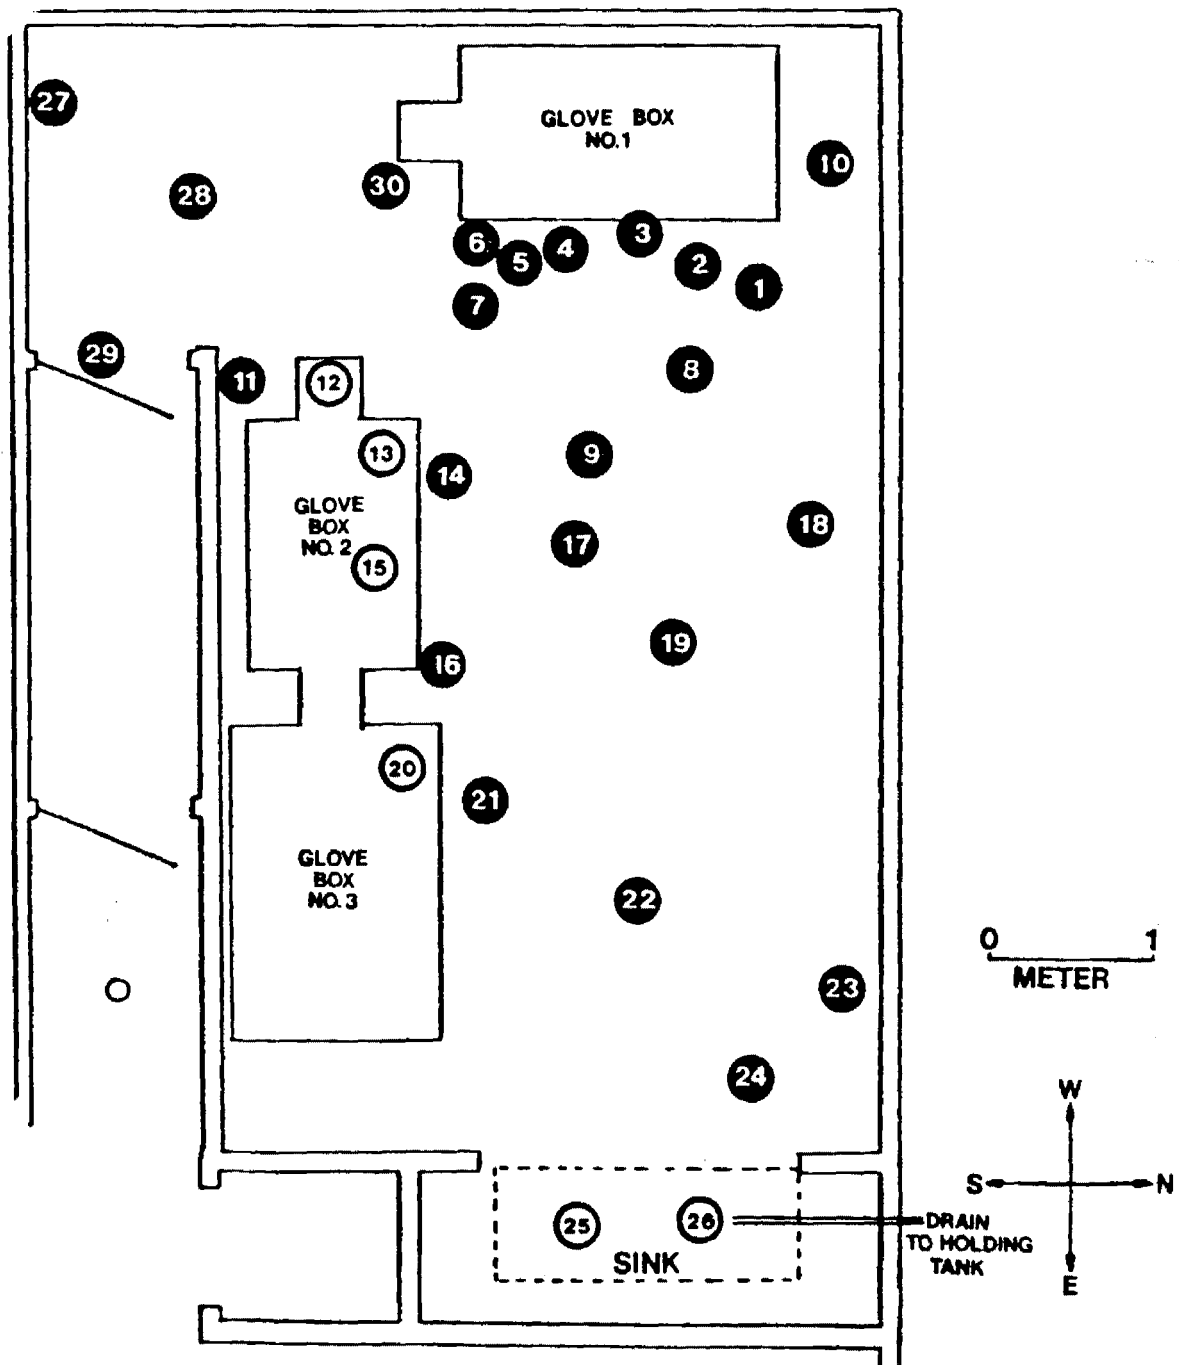 27
GLOVE BOX
NO.1
10
28
30
6
5
4
3
2
1
7
29
11
12
8
13
14
9
GLOVE
BOX
NO. 2
15
17
18
16
19
20
21
GLOVE
BOX
NO. 3
22
23
0 1
METER
24
W
S N
E
25
26
SINK
DRAIN
TO HOLDING
TANK